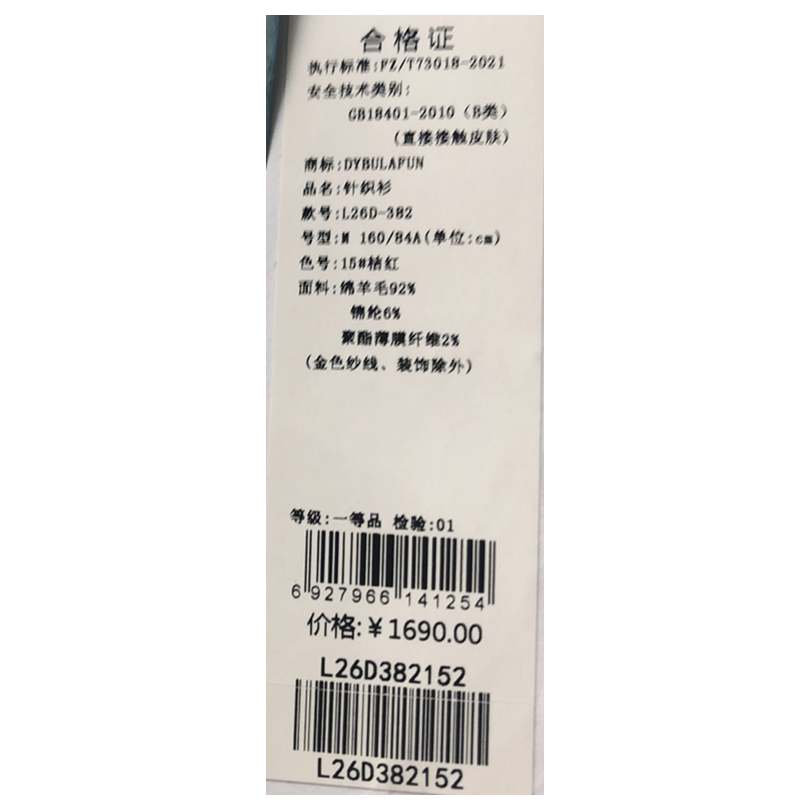 合格证
执行标准:FZ/T73018-2021
安全技术类别:
GB18401-2010（B类）
(直接接触皮肤)
商标:DYBULAFUN
品名:针织衫
款号:L26D-382
号型:M 160/84A(单位:cm)
色号:15#桔红
面料:绵羊毛92%
锦纶6%
聚酯薄膜纤维2%
(金色纱线、装饰除外)
等级:一等品 检验:01
6 927966 141254
价格:¥1690.00
L26D382152
L26D382152